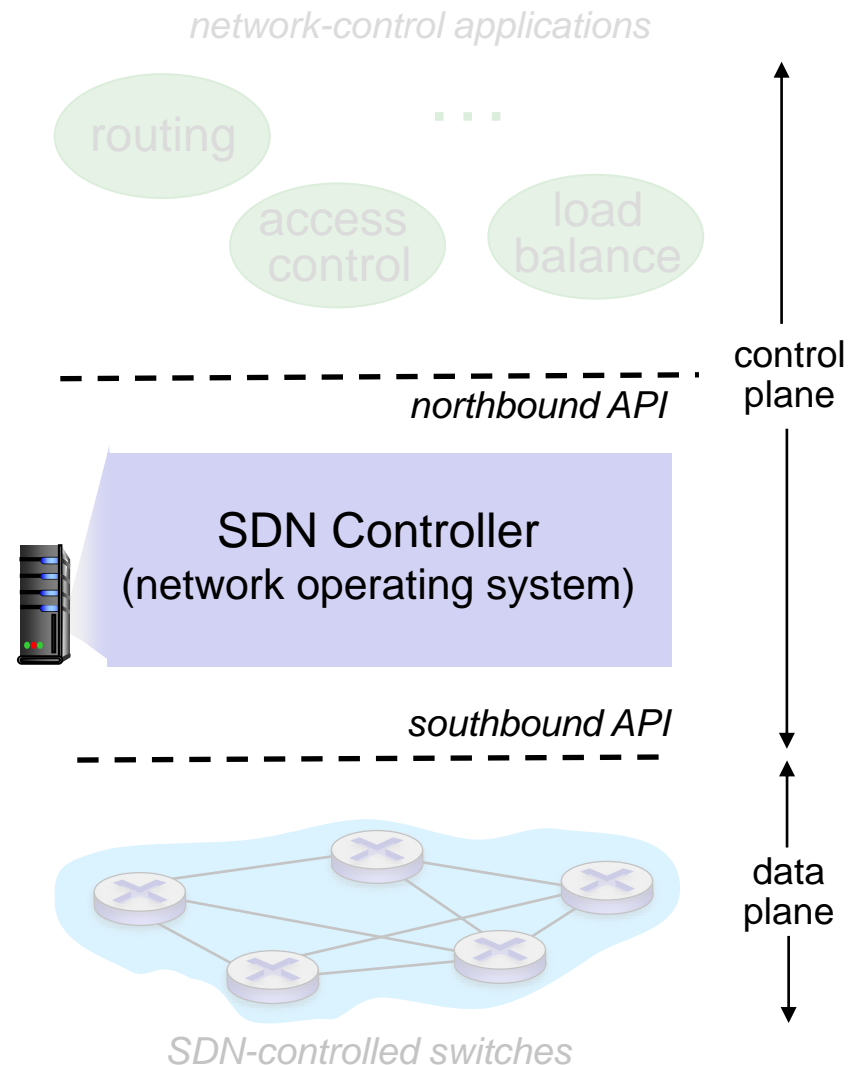 network-control applications
routing
...
access
control
load
balance
control
plane
northbound API
SDN Controller
(network operating system)
southbound API
data
plane
SDN-controlled switches